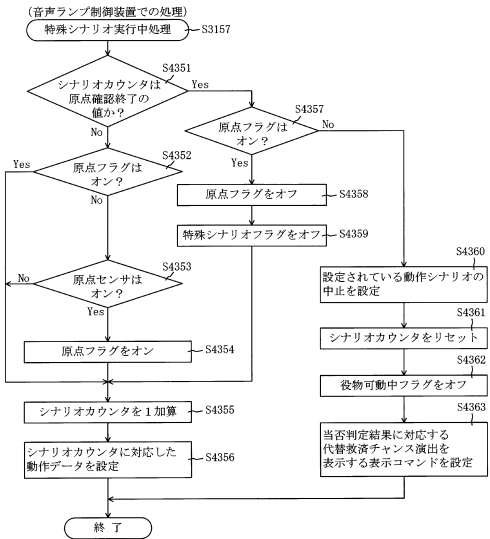 (音声ランプ制御装置での処理)
特殊シナリオ実行中処理
S3157
S4351
シナリオカウンタは
原点確認終了の
値か?
Yes
No
S4357
原点フラグは
オン?
No
Yes
S4352
原点フラグは
オン?
Yes
No
S4358
原点フラグをオフ
S4359
特殊シナリオフラグをオフ
S4353
原点センサは
オン?
No
Yes
S4354
原点フラグをオン
S4360
設定されている動作シナリオの
中止を設定
S4361
シナリオカウンタをリセット
S4362
役物可動中フラグをオフ
S4363
当否判定結果に対応する
代替救済チャンス演出を
表示する表示コマンドを設定
S4355
シナリオカウンタを1加算
S4356
シナリオカウンタに対応した
動作データを設定
終了